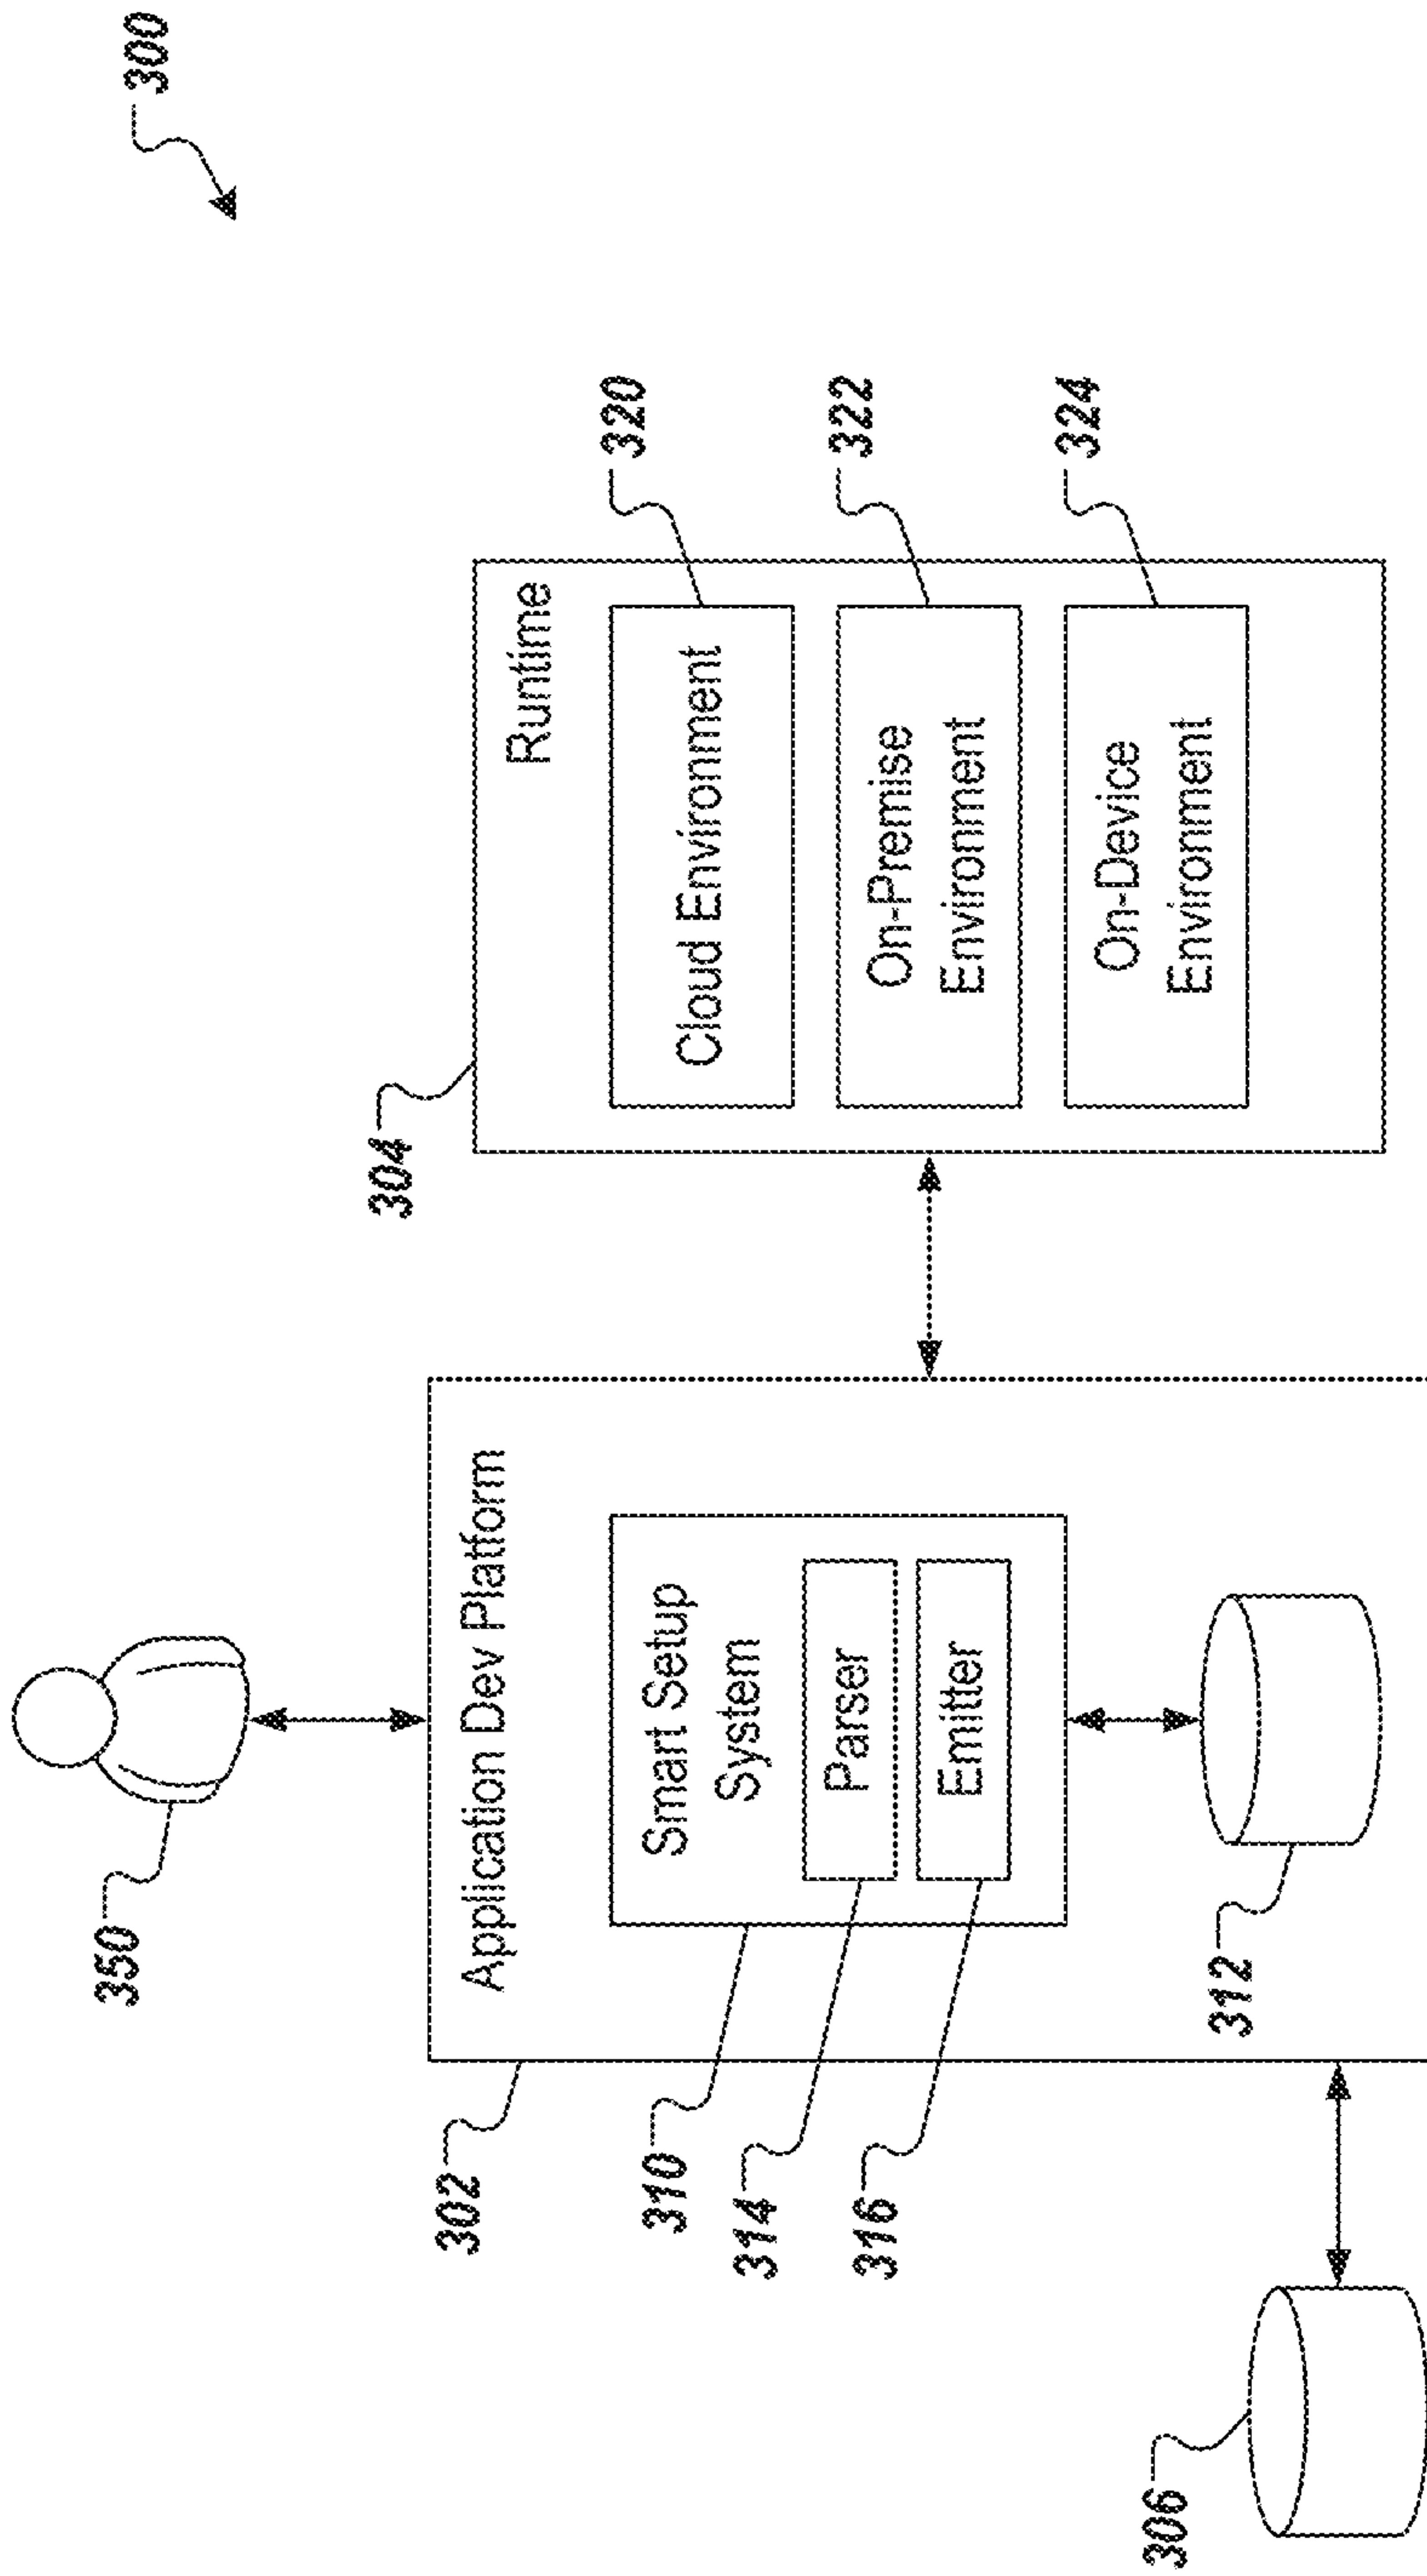 300
350
302
Application Dev Platform
310
Smart Setup
System
314
Parser
316
Emitter
312
306
304
Runtime
320
Cloud Environment
322
On-Premise
Environment
324
On-Device
Environment